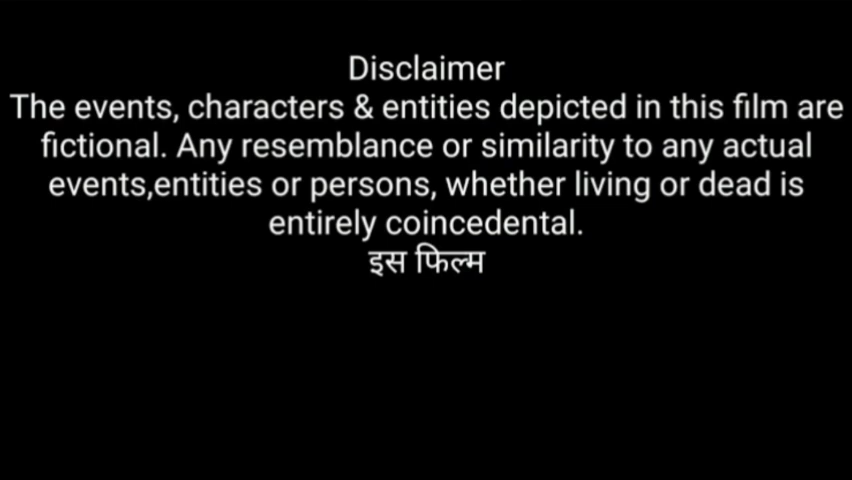 Disclaimer
The events, characters & entities depicted in this film are
fictional. Any resemblance or similarity to any actual
events,entities or persons, whether living or dead is
entirely coincedental.
इस फिल्म